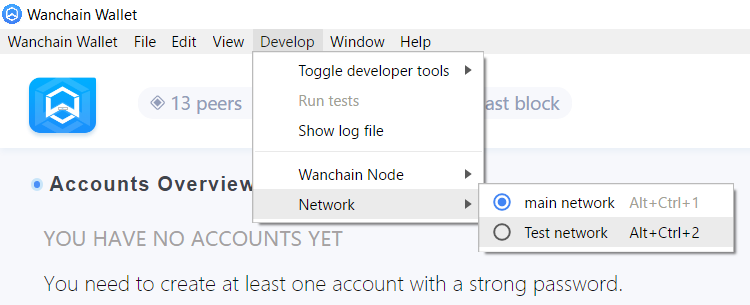 Wanchain Wallet
Wanchain Wallet File Edit View Develop Window Help
Toggle developer tools
13 peers
Run tests
ast block
Show log file
Wanchain Node
Accounts Overview
Network
main network Alt+Ctrl+1
Test network Alt+Ctrl+2
YOU HAVE NO ACCOUNTS YET
You need to create at least one account with a strong password.